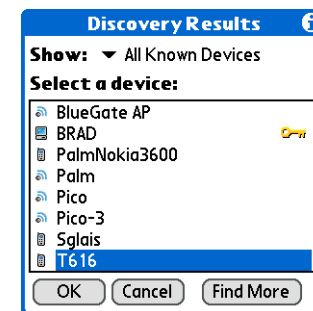 Discovery Results
Show: All Known Devices
Select a device:
BlueGate AP
BRAD
PalmNokia3600
Palm
Pico
Pico-3
Sglais
T616
OK Cancel Find More